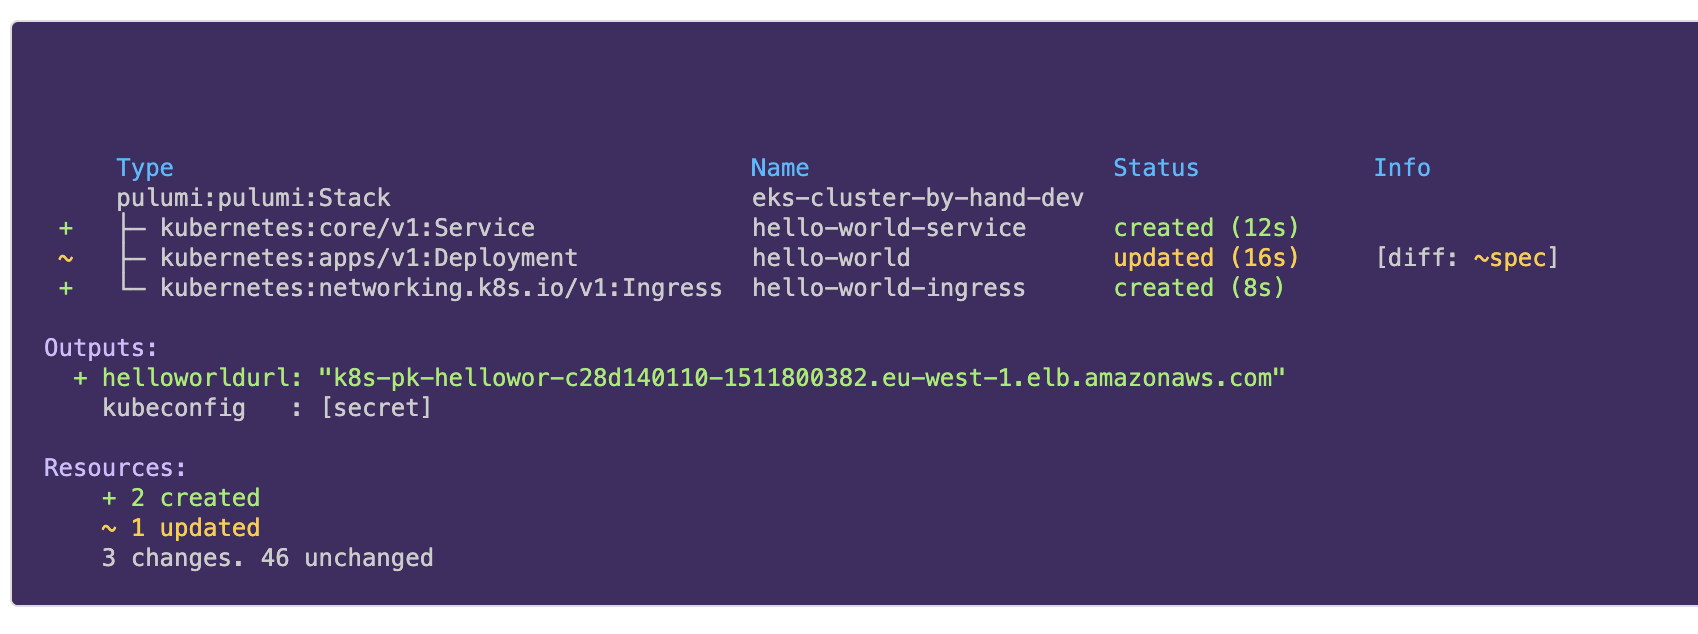 Type Name Status Info
pulumi:pulumi:Stack eks-cluster-by-hand-dev
+ ├─ kubernetes:core/v1:Service hello-world-service created (12s)
~ ├─ kubernetes:apps/v1:Deployment hello-world updated (16s) [diff: ~spec]
+ └─ kubernetes:networking.k8s.io/v1:Ingress hello-world-ingress created (8s)
Outputs:
+ helloworldurl: "k8s-pk-hellowor-c28d140110-1511800382.eu-west-1.elb.amazonaws.com"
kubeconfig : [secret]
Resources:
+ 2 created
~ 1 updated
3 changes. 46 unchanged